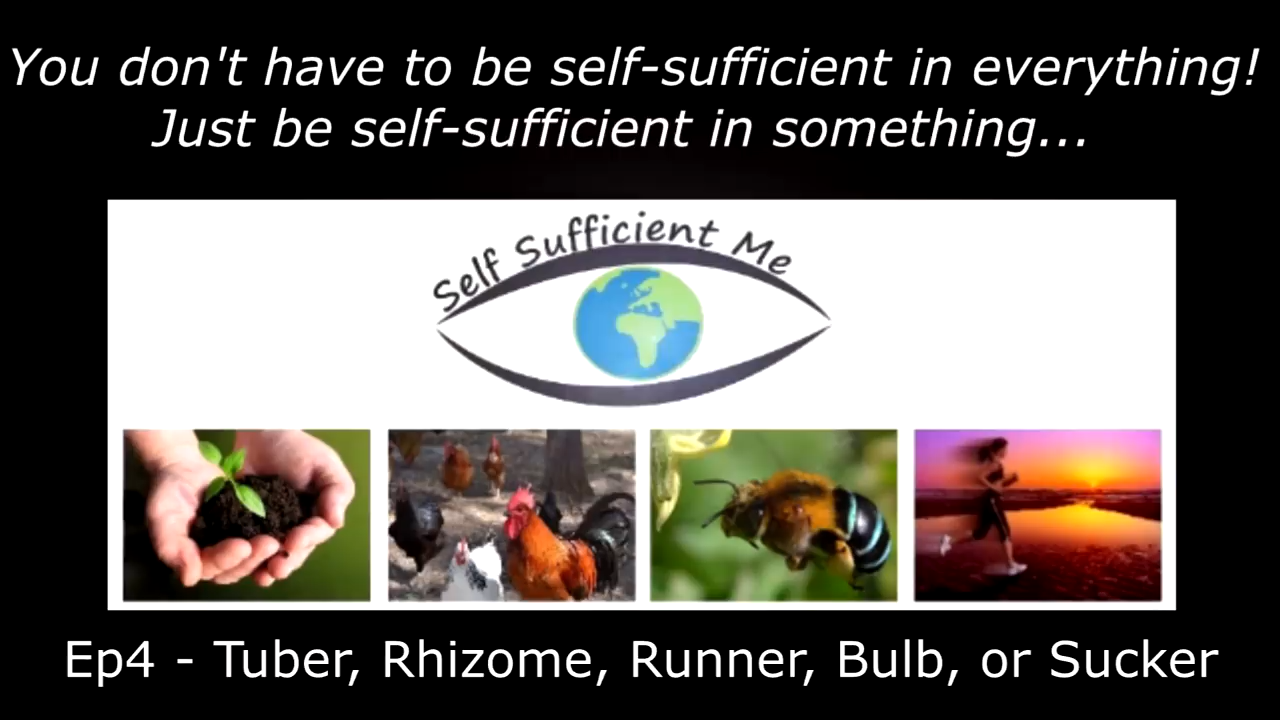 You don't have to be self-sufficient in everything!
Just be self-sufficient in something...
Self Sufficient Me
Ep4 - Tuber, Rhizome, Runner, Bulb, or Sucker